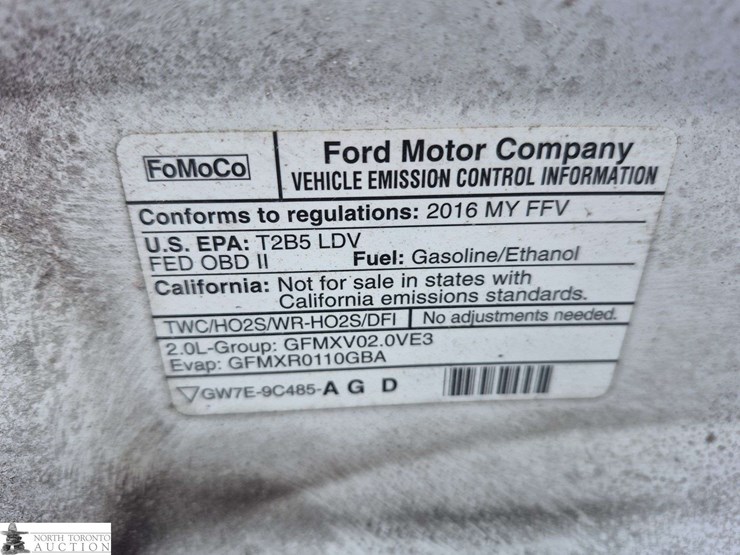 FoMoCo
Ford Motor Company
VEHICLE EMISSION CONTROL INFORMATION
Conforms to regulations: 2016 MY FFV
U.S. EPA: T2B5 LDV
FED OBD II Fuel: Gasoline/Ethanol
California: Not for sale in states with
California emissions standards.
TWC/HO2S/WR-HO2S/DFI No adjustments needed.
2.0L-Group: GFMXV02.0VE3
Evap: GFMXR0110GBA
GW7E-9C485-A G D
NORTH TORONTO
AUCTION